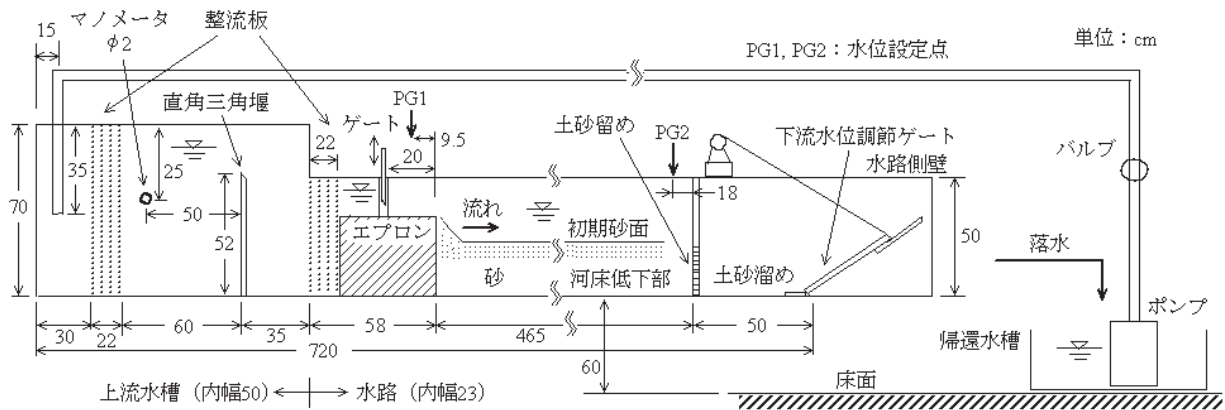 15
マノメータ
φ2
整流板
PG1, PG2：水位設定点
単位：cm
直角三角堰
ゲート
PG1
9.5
20
22
土砂留め
PG2
下流水位調節ゲート
水路側壁
バルブ
35
25
70
50
52
18
流れ
エプロン
初期砂面
砂
河床低下部
土砂溜め
50
落水
ポンプ
帰還水槽
30
22
60
35
58
465
50
720
60
床面
上流水槽（内幅50）
水路（内幅23）